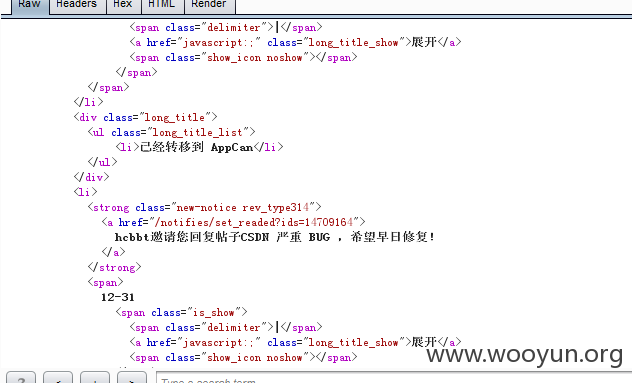 Raw Headers Hex HTML Render
<span class="delimiter">|</span>
<a href="javascript:;" class="long_title_show">展开</a>
<span class="show_icon noshow"></span>
</span>
</span>
</li>
<div class="long_title">
<ul class="long_title_list">
<li>己经转移到 AppCan</li>
</ul>
</div>
<li>
<strong class="new-notice rev_type314">
<a href="/notifies/set_readed?ids=14709164">
hcbbt邀请您回复帖子CSDN 严重 BUG ，希望早日修复!
</a>
</strong>
<span>
12-31
<span class="is_show">
<span class="delimiter">|</span>
<a href="javascript:;" class="long_title_show">展开</a>
<span class="show_icon noshow"></span>
www.wooyun.org
? < + > Type a search term